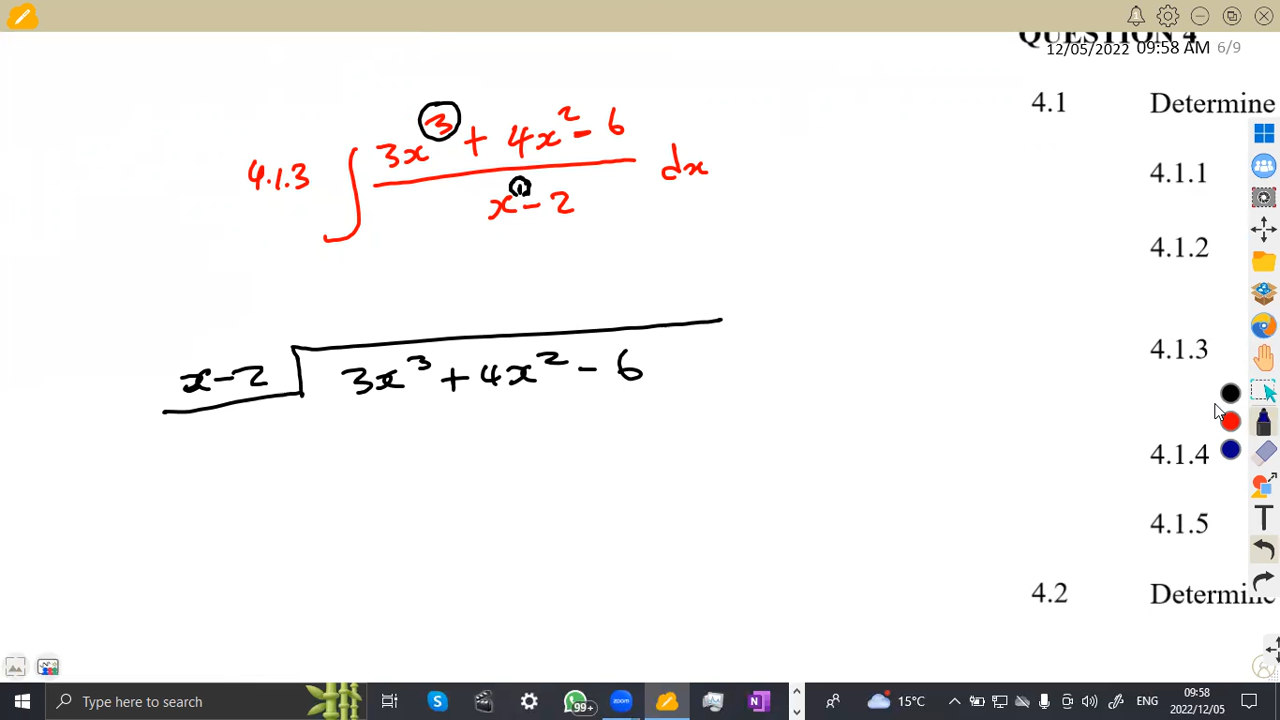 QUESTION 4
12/05/2022 09:58 AM 6/9
4.1 Determine
4.1.1
4.1.2
4.1.3
4.1.4
4.1.5
4.2 Determine
4.1.3 ∫ (3x³ + 4x² - 6)/(x¹ - 2) dx
x-2 | 3x³ + 4x² - 6
T
Type here to search
99+
15°C
ENG
09:58
2022/12/05